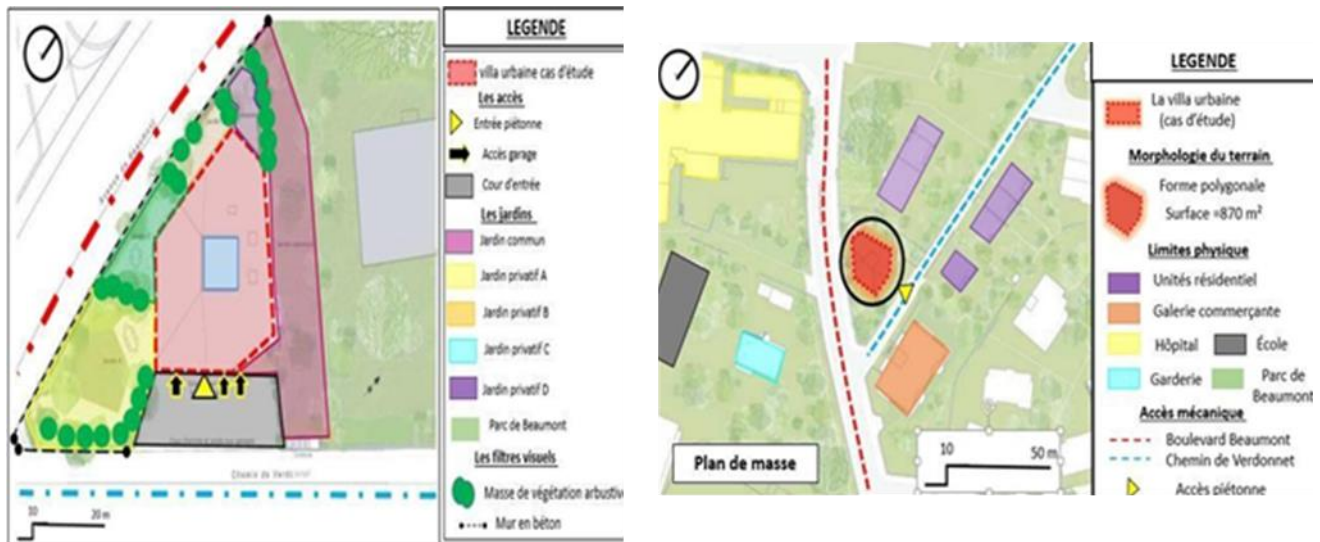 LEGENDE
villa urbaine cas d'étude
Les accès
Entrée piétonne
Accès garage
Cour d'entrée
Les jardins
Jardin commun
Jardin privatif A
Jardin privatif B
Jardin privatif C
Jardin privatif D
Parc de Beaumont
Les filtres visuels
Masse de végétation arbustive
Mur en béton
Chemin de
10
20 m
LEGENDE
La villa urbaine
(cas d'étude)
Morphologie du terrain
Forme polygonale
Surface =870 m²
Limites physique
Unités résidentiel
Galerie commerçante
Hôpital
École
Garderie
Parc de
Beaumont
Accès mécanique
Boulevard Beaumont
Chemin de Verdonnet
Accès piétonne
Plan de masse
10
50 m